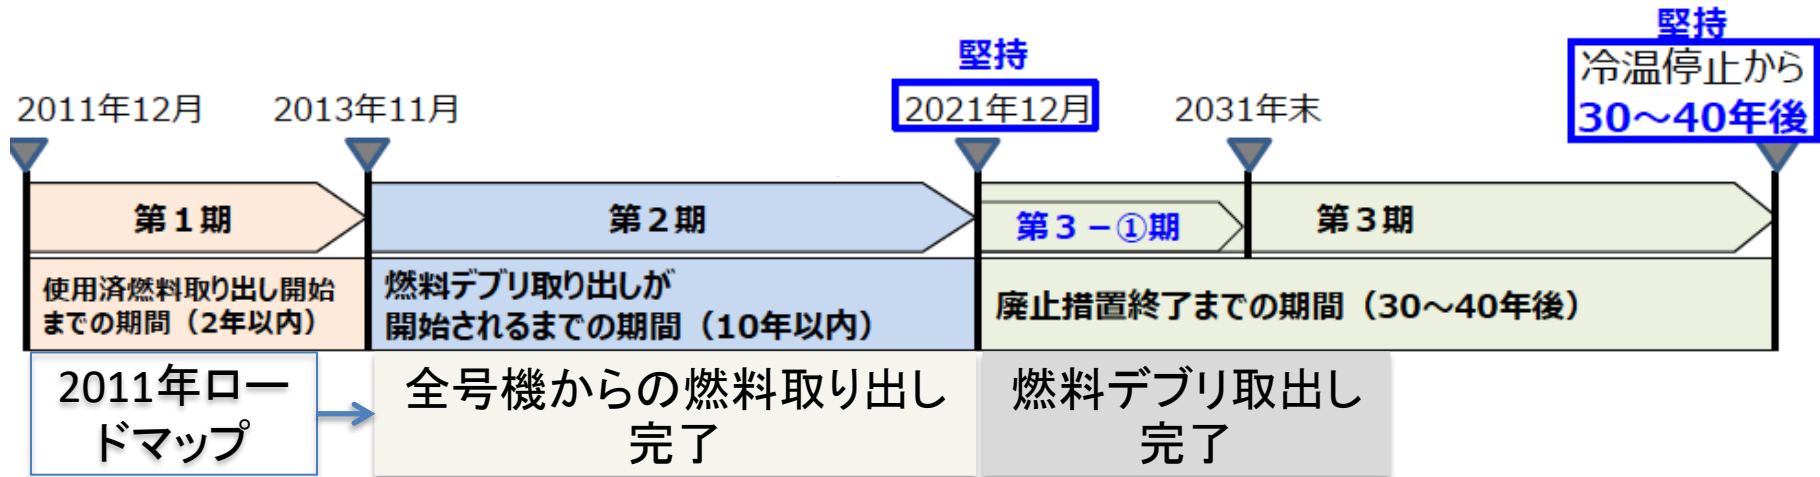 堅持
堅持
2011年12月
2013年11月
2021年12月
2031年末
冷温停止から
30～40年後
第１期
第２期
第３－①期
第３期
使用済燃料取り出し開始
までの期間（2年以内）
燃料デブリ取り出しが
開始されるまでの期間（10年以内）
廃止措置終了までの期間（30～40年後）
2011年ロー
ドマップ
全号機からの燃料取り出し
完了
燃料デブリ取出し
完了